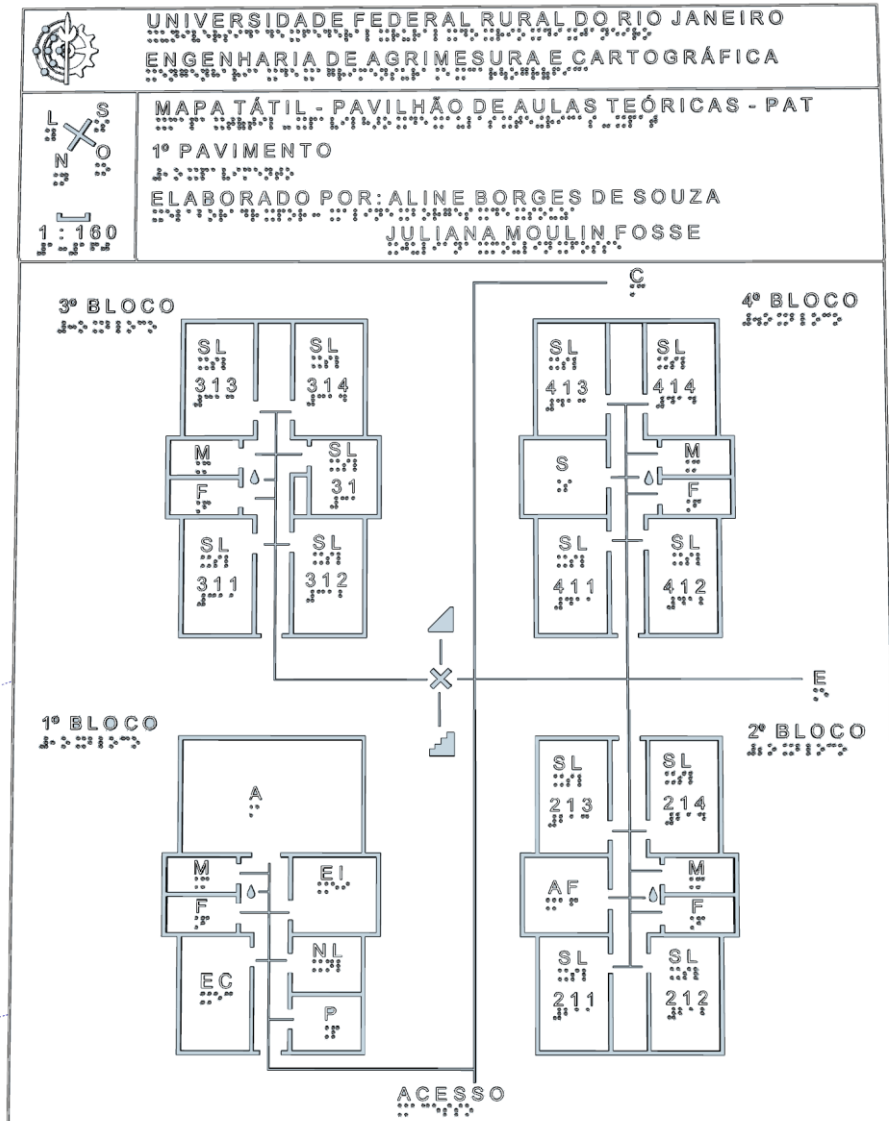 UNIVERSIDADE FEDERAL RURAL DO RIO JANEIRO
ENGENHARIA DE AGRIMESURA E CARTOGRÁFICA
L S
N O
1:160
MAPA TÁTIL - PAVILHÃO DE AULAS TEÓRICAS - PAT
1º PAVIMENTO
ELABORADO POR: ALINE BORGES DE SOUZA
JULIANA MOULIN FOSSE
C
3º BLOCO
SL 313
SL 314
M
F
SL 31
SL 311
SL 312
4º BLOCO
SL 413
SL 414
S
M
F
SL 411
SL 412
E
1º BLOCO
A
M
F
EI
EC
NL
P
2º BLOCO
SL 213
SL 214
AF
M
F
SL 211
SL 212
ACESSO